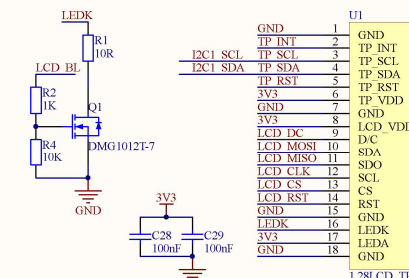 LEDK
R1
10R
LCD_BL
R2
1K
Q1
DMG1012T-7
R4
10K
GND
3V3
C28
100nF
C29
100nF
U1
GND 1 GND
TP_INT 2 TP_INT
I2C1_SCL TP_SCL 3 TP_SCL
I2C1_SDA TP_SDA 4 TP_SDA
TP_RST 5 TP_RST
3V3 6 TP_VDD
GND 7 GND
3V3 8 LCD_VDD
LCD_DC 9 D/C
LCD_MOSI 10 SDA
LCD_MISO 11 SDO
LCD_CLK 12 SCL
LCD_CS 13 CS
LCD_RST 14 RST
GND 15 GND
LEDK 16 LEDK
3V3 17 LEDA
GND 18 GND